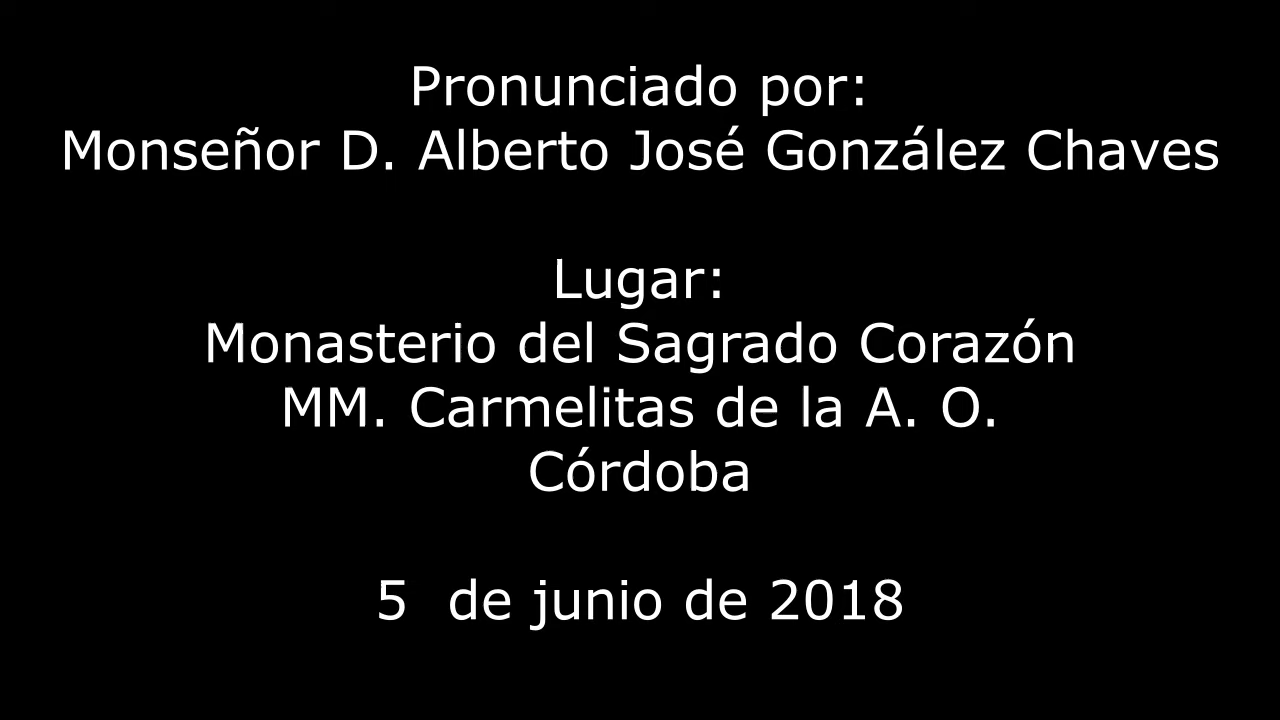 Pronunciado por:
Monseñor D. Alberto José González Chaves
Lugar:
Monasterio del Sagrado Corazón
MM. Carmelitas de la A. O.
Córdoba
5  de junio de 2018